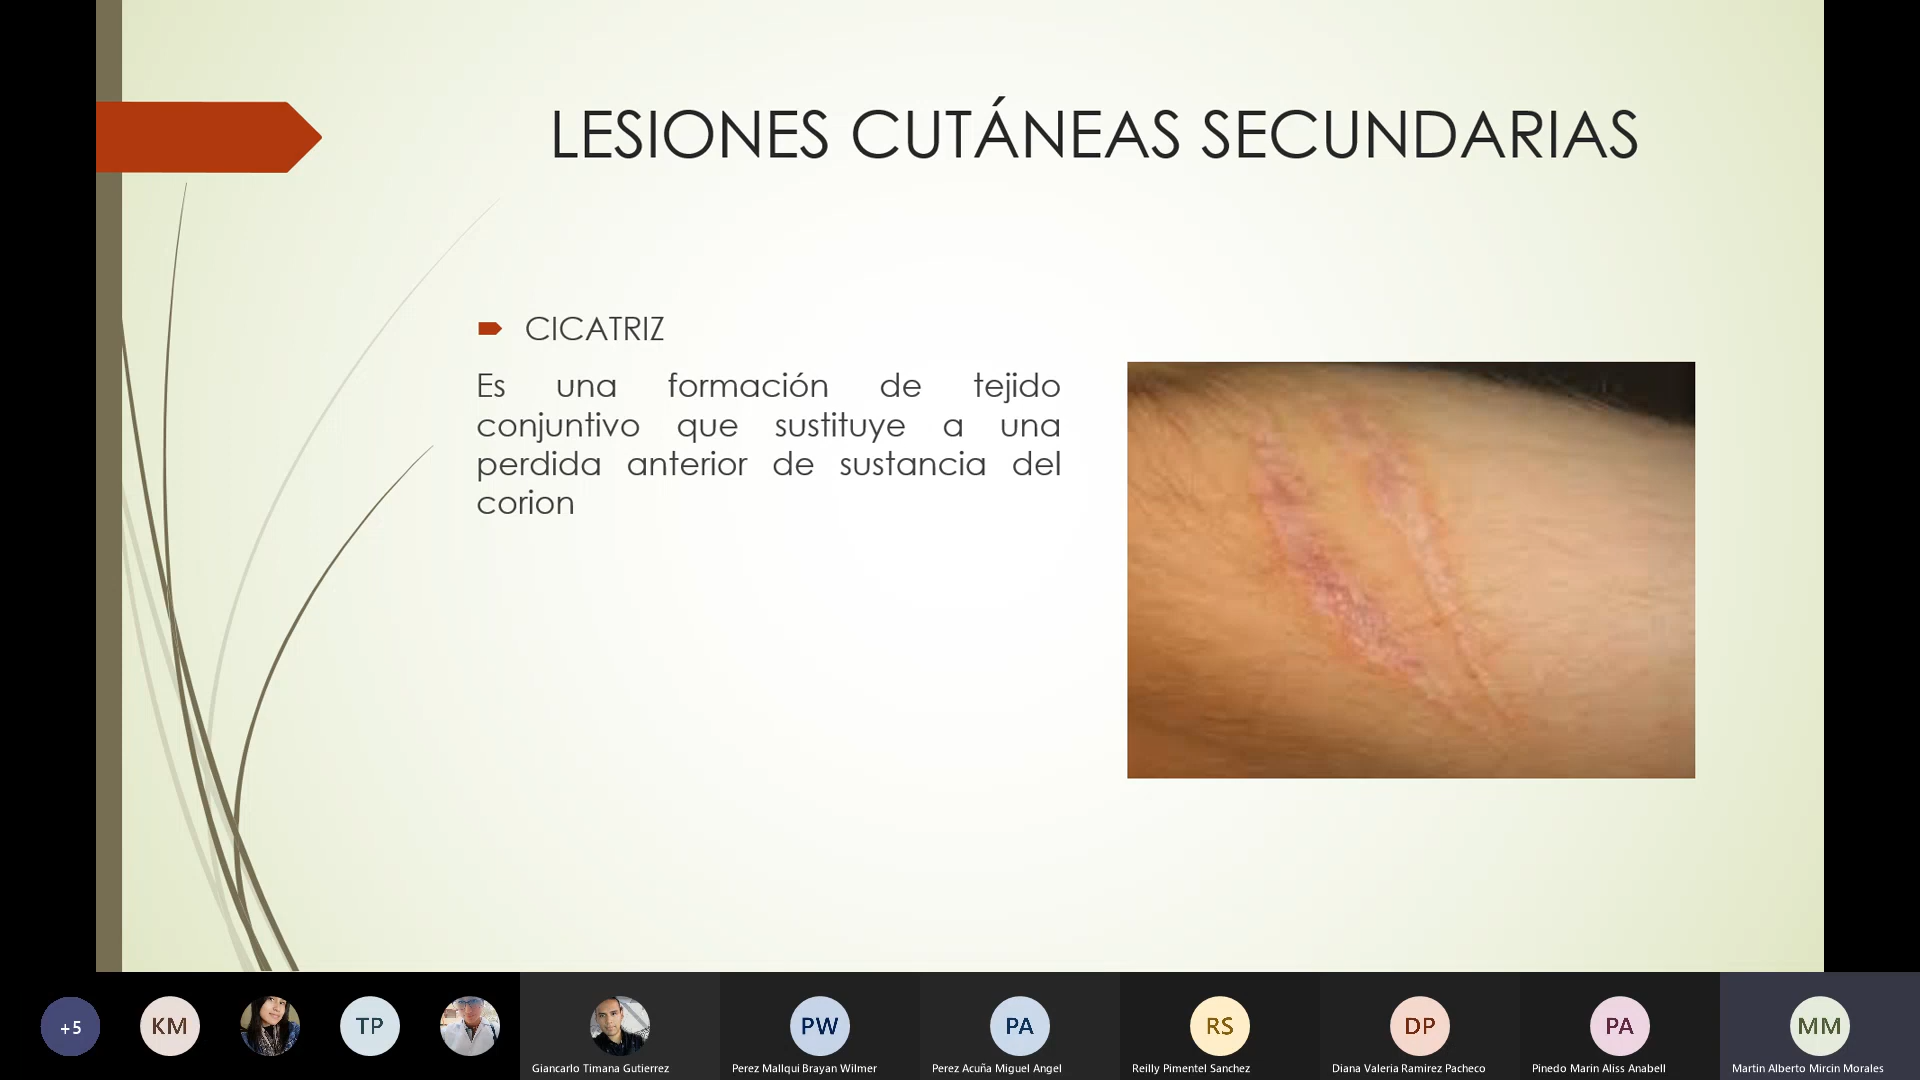 LESIONES CUTÁNEAS SECUNDARIAS
CICATRIZ
Es una formación de tejido
conjuntivo que sustituye a una
perdida anterior de sustancia del
corion
+5
KM
TP
PW
PA
RS
DP
PA
MM
Giancarlo Timana Gutierrez
Perez Mallqui Brayan Wilmer
Perez Acuña Miguel Angel
Reilly Pimentel Sanchez
Diana Valeria Ramirez Pacheco
Pinedo Marin Aliss Anabell
Martin Alberto Mircin Morales